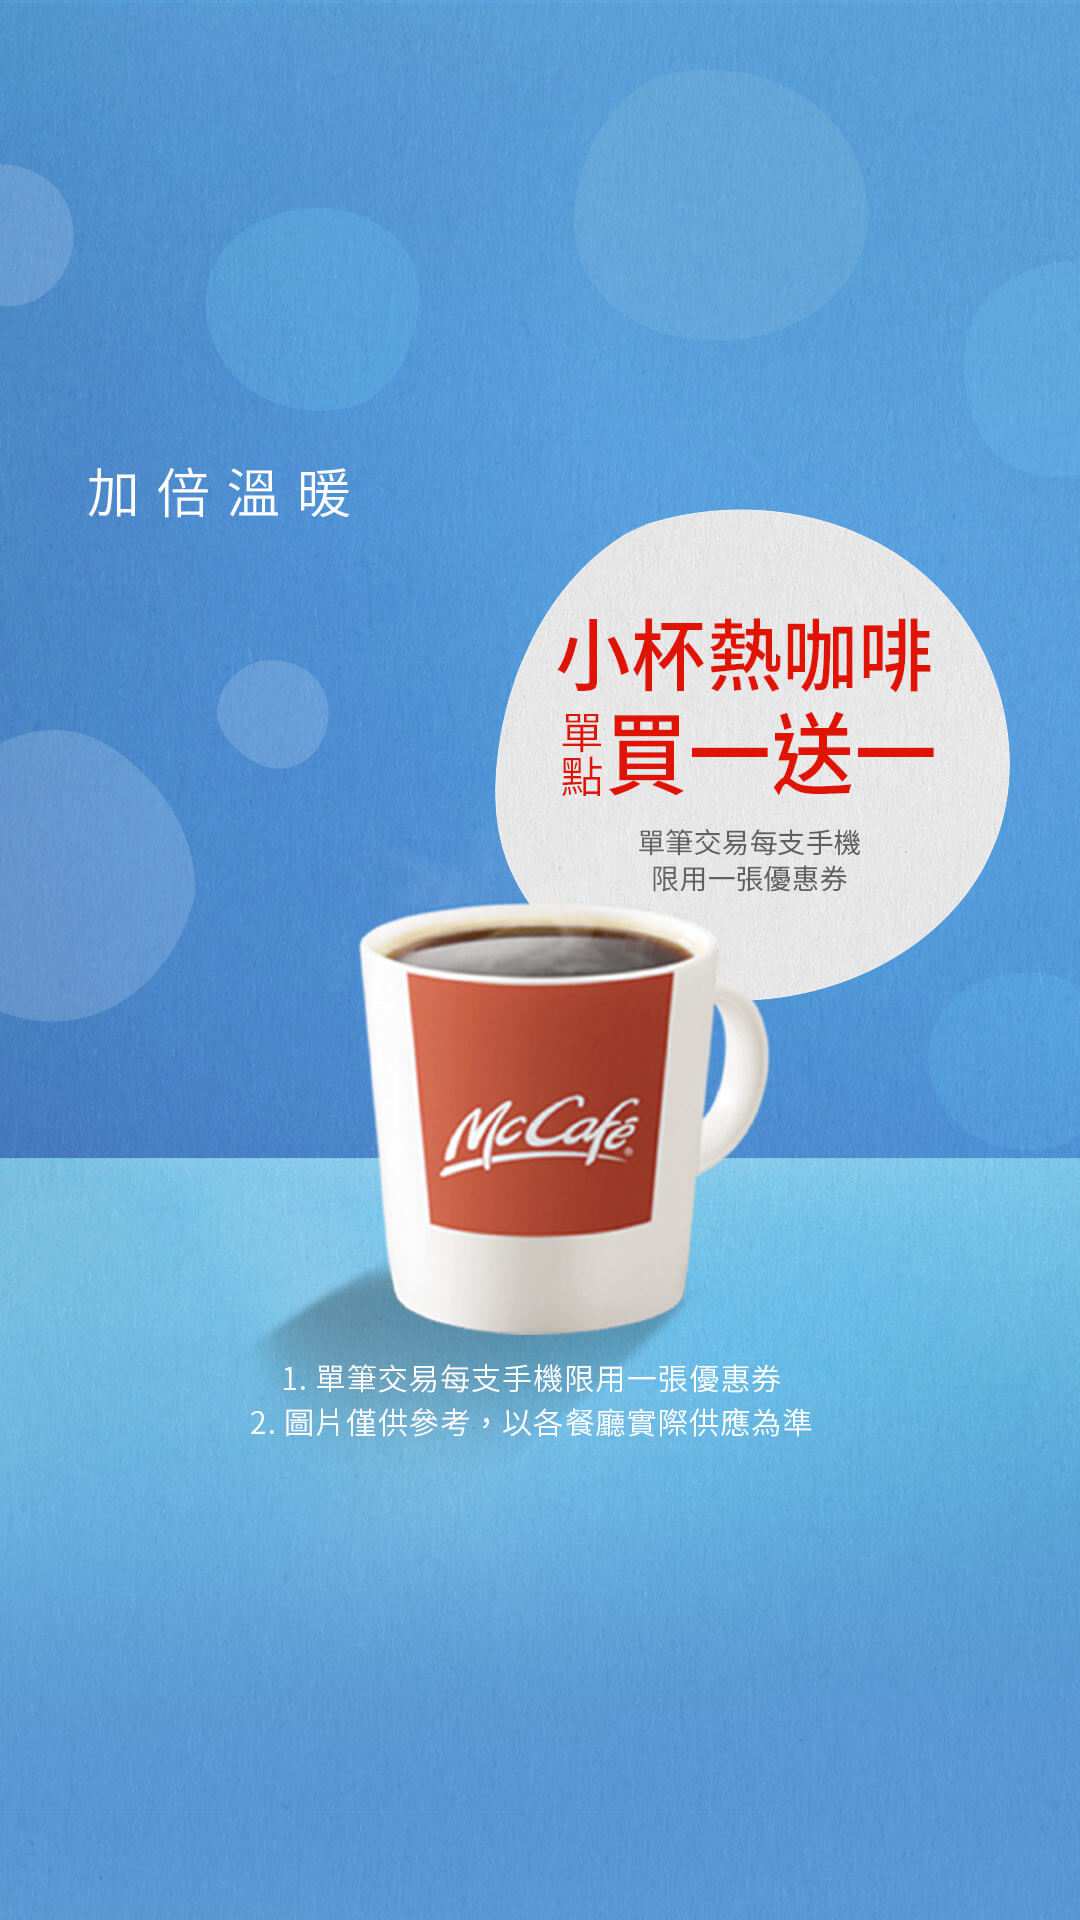 加倍溫暖
小杯熱咖啡
單點買一送一
單筆交易每支手機
限用一張優惠券
McCafé®
1. 單筆交易每支手機限用一張優惠券
2. 圖片僅供參考，以各餐廳實際供應為準